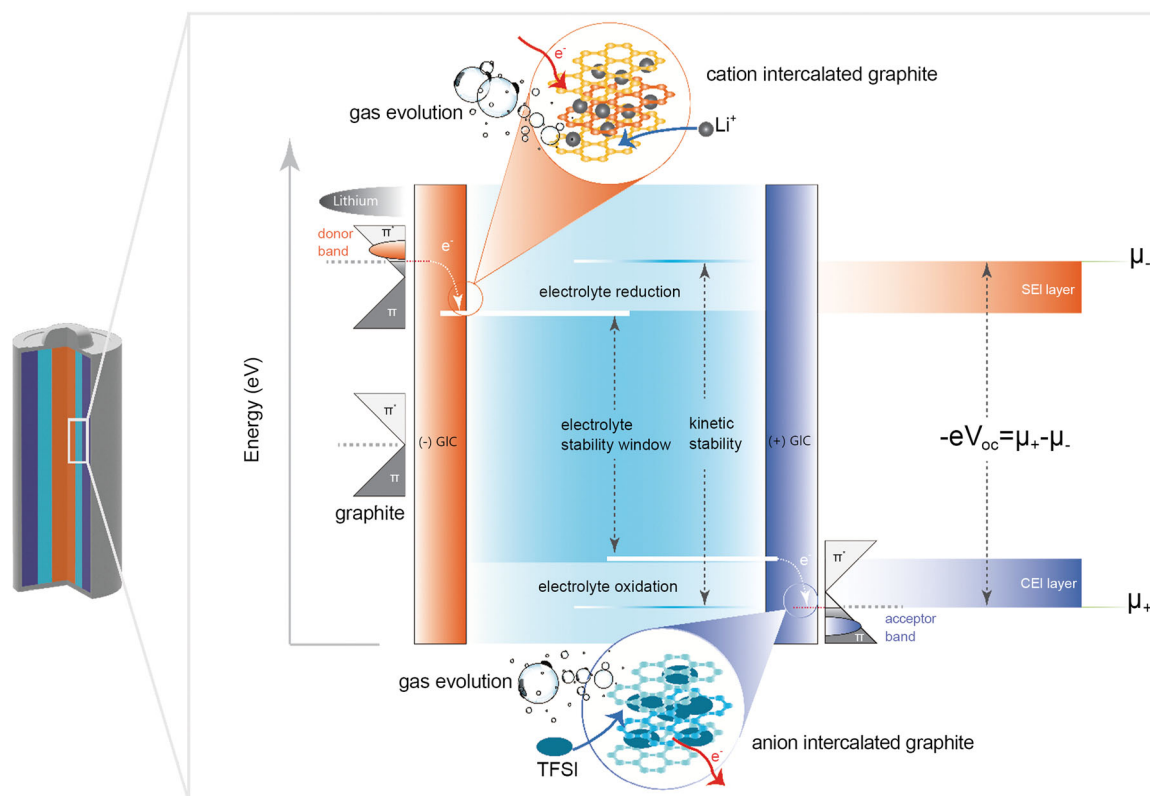 e⁻
cation intercalated graphite
gas evolution
Li⁺
Energy (eV)
Lithium
donor
band
π*
π
e⁻
electrolyte reduction
μ₋
SEI layer
π*
π
graphite
(-) GIC
electrolyte
stability window
kinetic
stability
(+) GIC
-eVoc=μ₊-μ₋
electrolyte oxidation
e⁻
π*
π
CEI layer
μ₊
acceptor
band
gas evolution
TFSI
e⁻
anion intercalated graphite